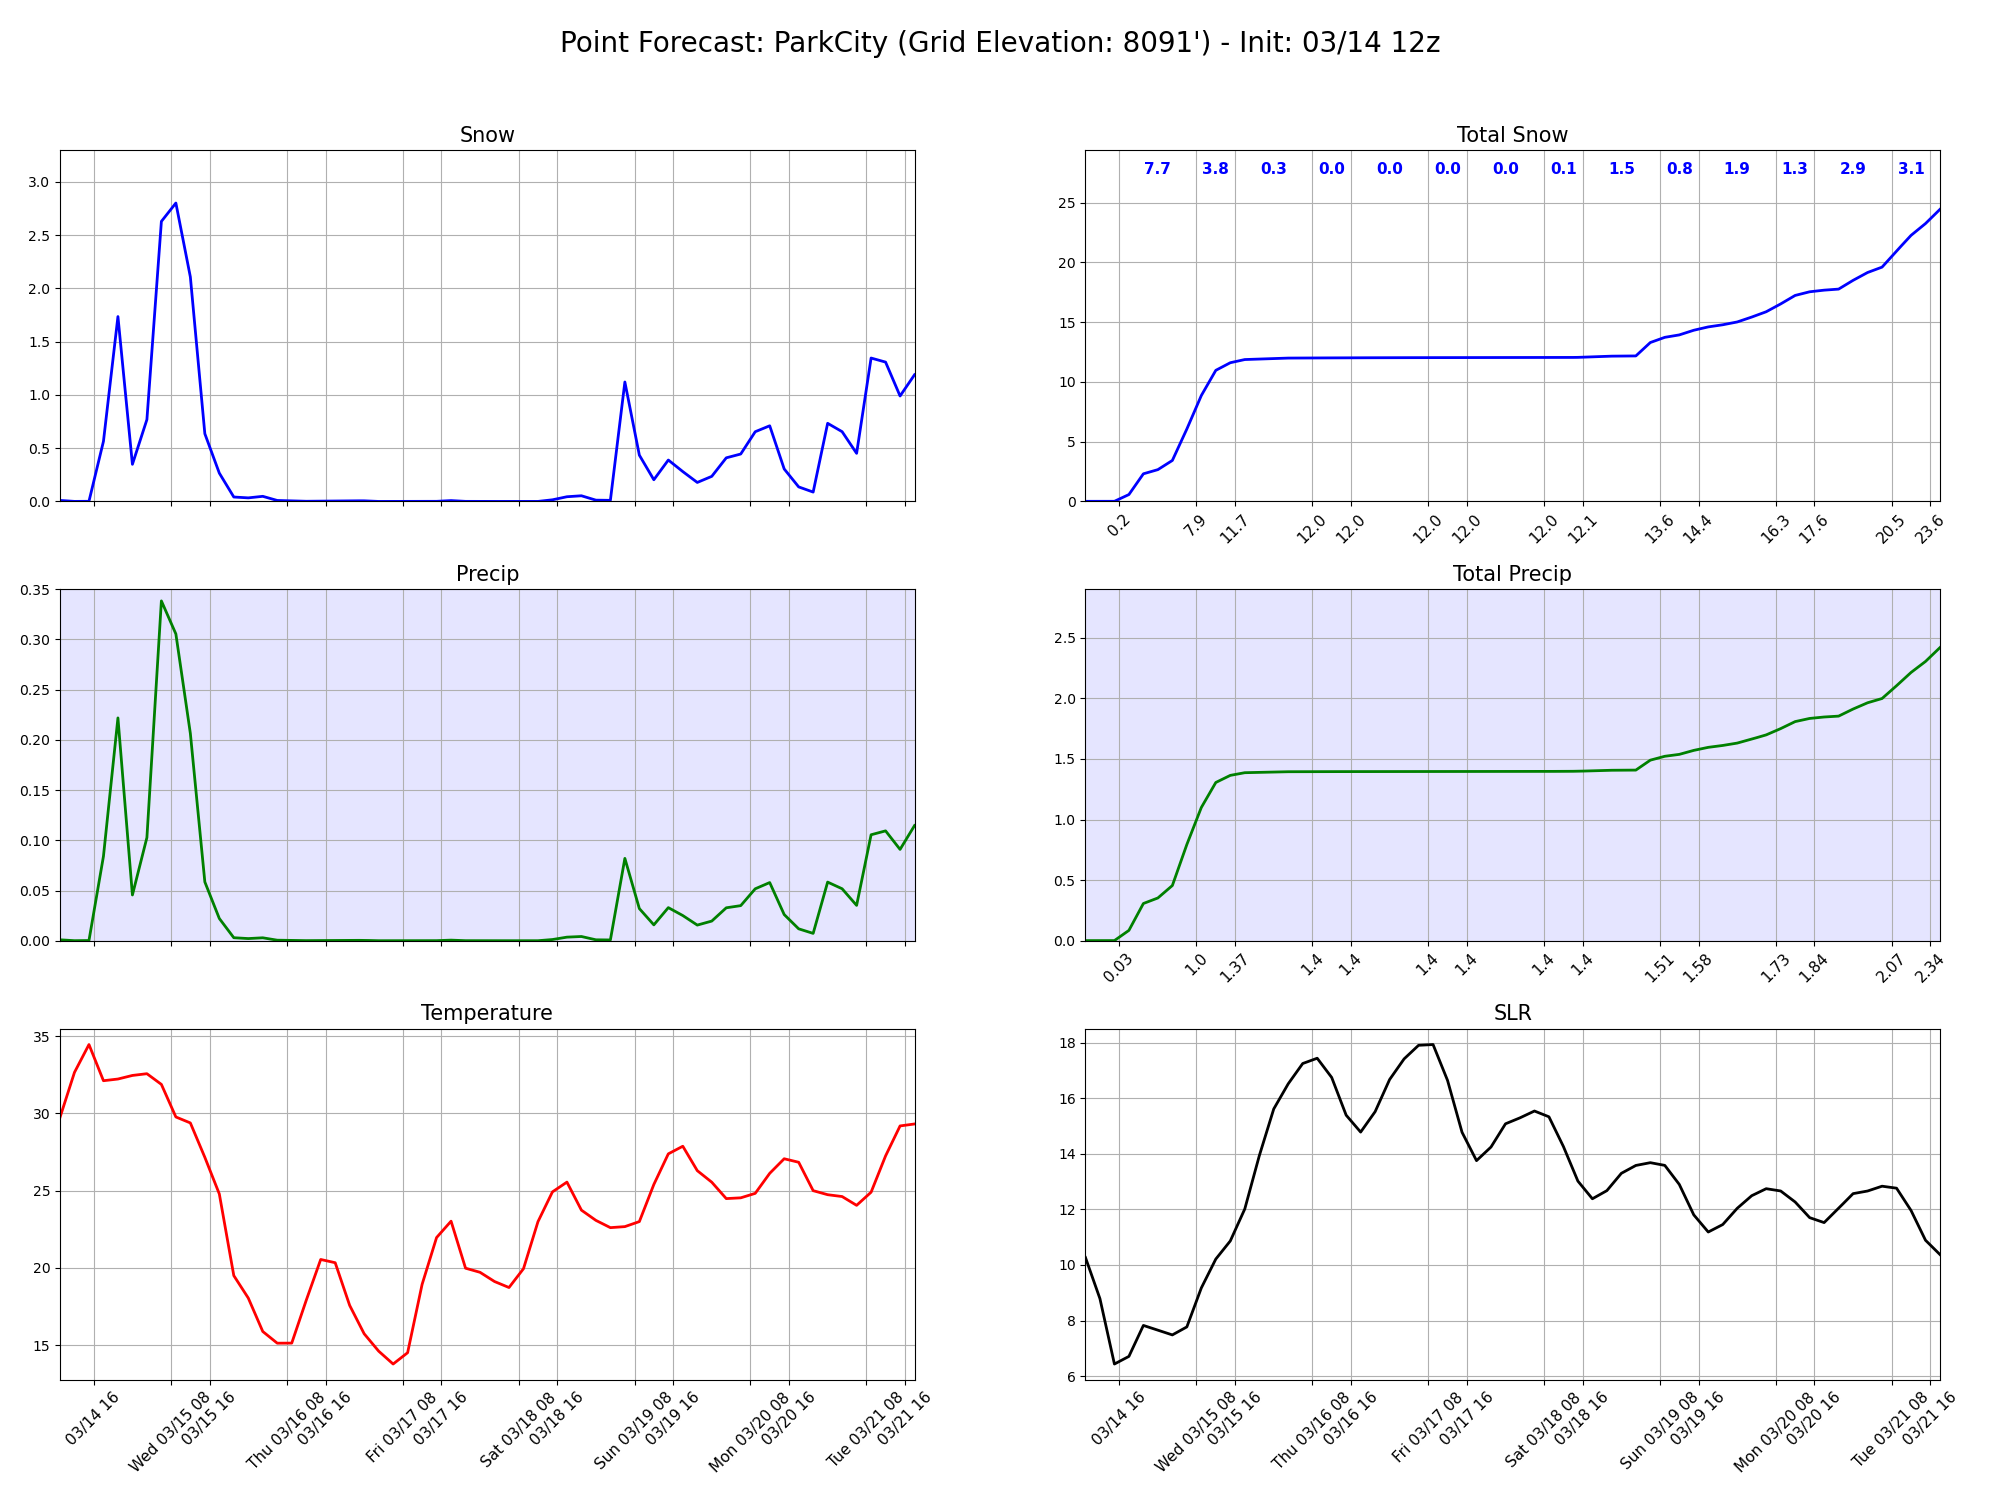 Point Forecast: ParkCity (Grid Elevation: 8091') - Init: 03/14 12z
Snow
3.0
2.5
2.0
1.5
1.0
0.5
0.0
Total Snow
7.7 3.8 0.3 0.0 0.0 0.0 0.0 0.1 1.5 0.8 1.9 1.3 2.9 3.1
25
20
15
10
5
0
0.2 7.9 11.7 12.0 12.0 12.0 12.0 12.0 12.1 13.6 14.4 16.3 17.6 20.5 23.6
Precip
0.35
0.30
0.25
0.20
0.15
0.10
0.05
0.00
Total Precip
2.5
2.0
1.5
1.0
0.5
0.0
0.03 1.0 1.37 1.4 1.4 1.4 1.4 1.4 1.4 1.51 1.58 1.73 1.84 2.07 2.34
Temperature
35
30
25
20
15
03/14 16
Wed 03/15 08
03/15 16
Thu 03/16 08
03/16 16
Fri 03/17 08
03/17 16
Sat 03/18 08
03/18 16
Sun 03/19 08
03/19 16
Mon 03/20 08
03/20 16
Tue 03/21 08
03/21 16
SLR
18
16
14
12
10
8
6
03/14 16
Wed 03/15 08
03/15 16
Thu 03/16 08
03/16 16
Fri 03/17 08
03/17 16
Sat 03/18 08
03/18 16
Sun 03/19 08
03/19 16
Mon 03/20 08
03/20 16
Tue 03/21 08
03/21 16